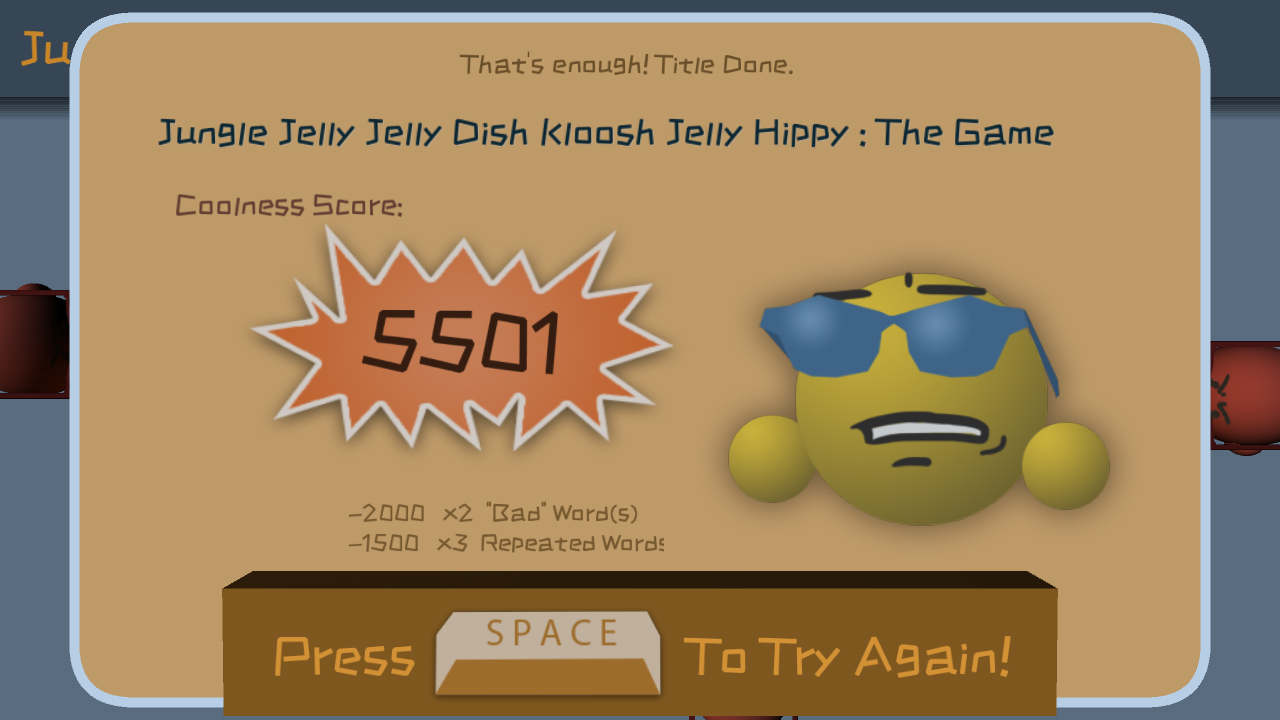 Ju
That's enough! Title Done.
Jungle Jelly Jelly Dish Kloosh Jelly Hippy : The Game
Coolness Score:
5501
-2000 x2 "Bad" Word(s)
-1500 x3 Repeated Words
Press SPACE To Try Again!